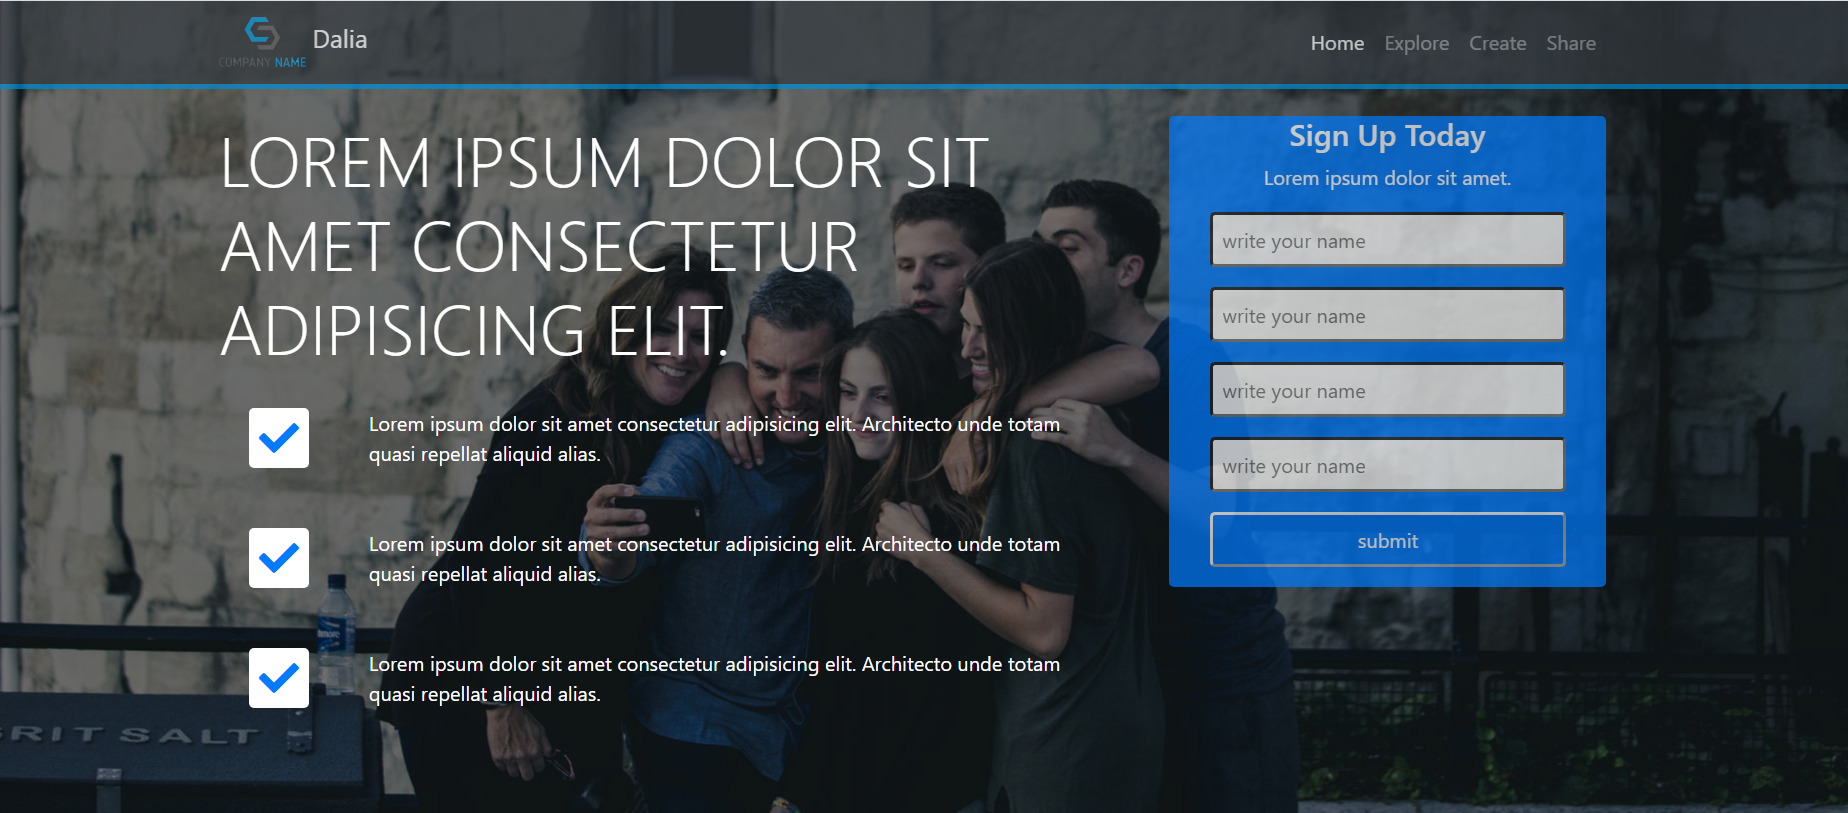 COMPANY NAME
Dalia
Home Explore Create Share
LOREM IPSUM DOLOR SIT
AMET CONSECTETUR
ADIPISICING ELIT.
Lorem ipsum dolor sit amet consectetur adipisicing elit. Architecto unde totam
quasi repellat aliquid alias.
Lorem ipsum dolor sit amet consectetur adipisicing elit. Architecto unde totam
quasi repellat aliquid alias.
Lorem ipsum dolor sit amet consectetur adipisicing elit. Architecto unde totam
quasi repellat aliquid alias.
Sign Up Today
Lorem ipsum dolor sit amet.
write your name
write your name
write your name
write your name
submit
GRIT SALT